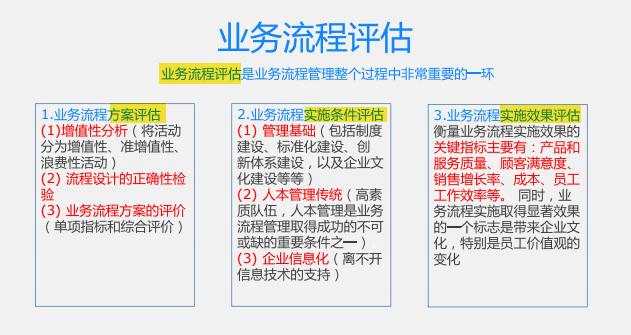 业务流程评估
业务流程评估是业务流程管理整个过程中非常重要的一环
1.业务流程方案评估
(1)增值性分析（将活动
分为增值性、准增值性、
浪费性活动）
(2) 流程设计的正确性检
验
(3) 业务流程方案的评价
（单项指标和综合评价）
2.业务流程实施条件评估
(1) 管理基础（包括制度
建设、标准化建设、创
新体系建设，以及企业文
化建设等等）
(2) 人本管理传统（高素
质队伍，人本管理是业务
流程管理取得成功的不可
或缺的重要条件之一）
(3) 企业信息化（离不开
信息技术的支持）
3.业务流程实施效果评估
衡量业务流程实施效果的
关键指标主要有：产品和
服务质量、顾客满意度、
销售增长率、成本、员工
工作效率等。 同时，业
务流程实施取得显著效果
的一个标志是带来企业文
化，特别是员工价值观的
变化